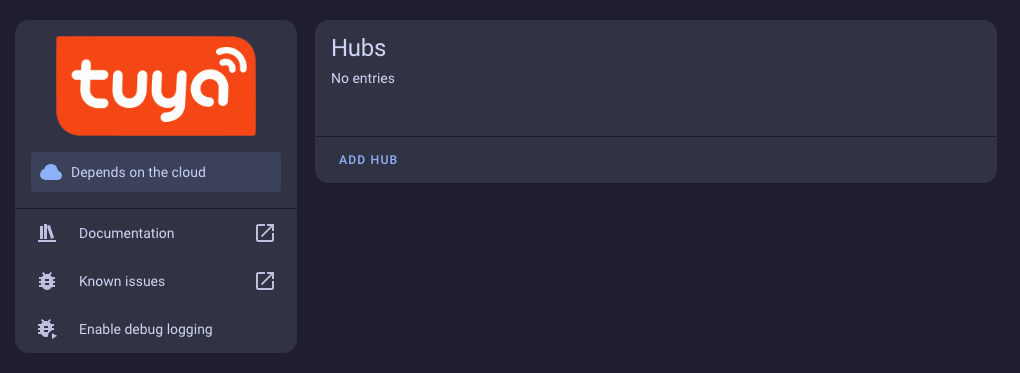 tuya
Depends on the cloud
Documentation
Known issues
Enable debug logging
Hubs
No entries
ADD HUB